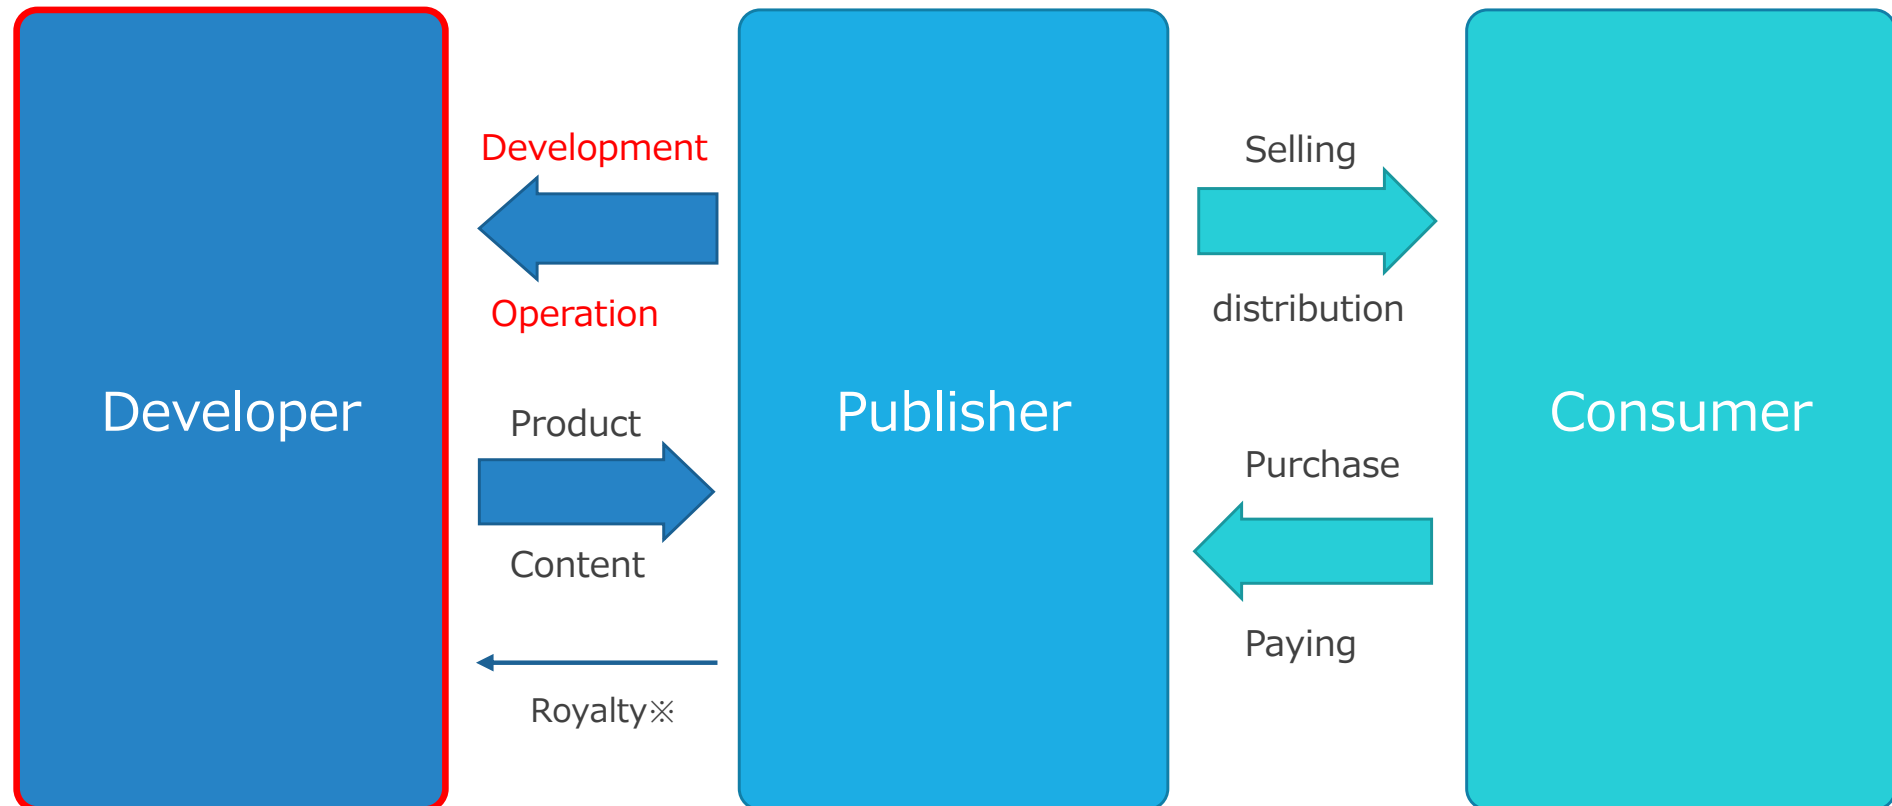 Developer
Development
Operation
Product
Content
Royalty※
Publisher
Selling
distribution
Purchase
Paying
Consumer